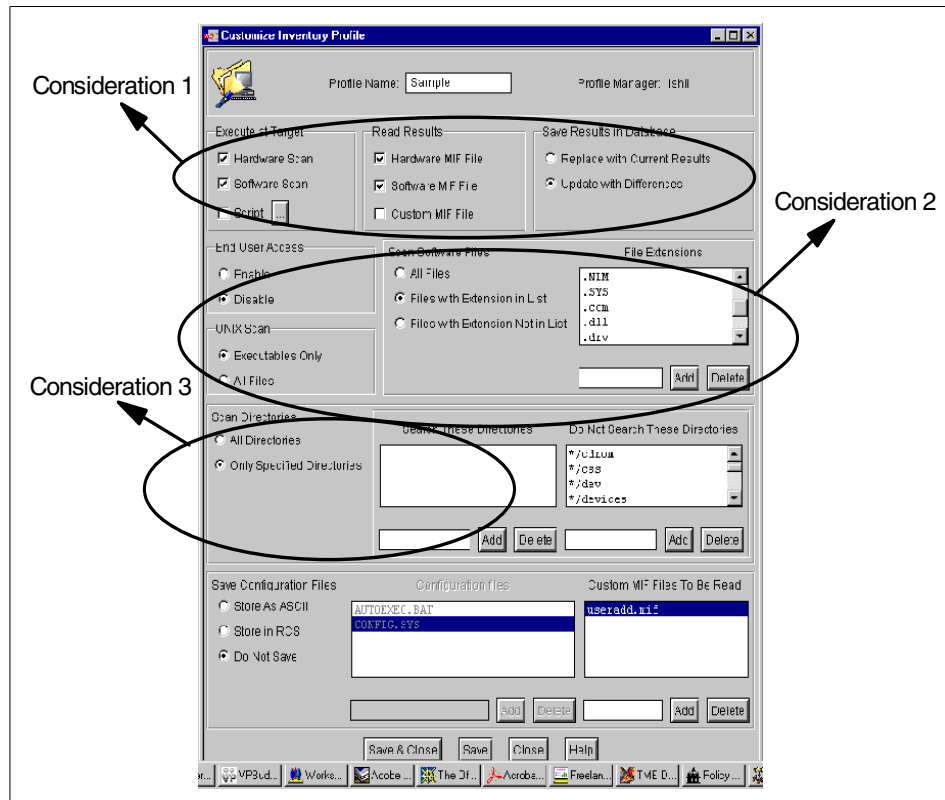 Customize Inventory Profile
Consideration 1
Profile Name: Sample
Profile Manager: Ishii
Execute at Target
Read Results
Save Results in Database
Hardware Scan
Hardware MIF File
Replace with Current Results
Software Scan
Software MIF File
Update with Differences
Script ...
Custom MIF File
Consideration 2
End User Access
Scan Software Files
File Extensions
Enable
All Files
.NIM
Disable
Files with Extension in List
.SYS
Files with Extension Not in List
.com
.dll
.drv
UNIX Scan
Executables Only
All Files
Add Delete
Consideration 3
Scan Directories
Search These Directories
Do Not Search These Directories
All Directories
Only Specified Directories
*/cdrom
*/css
*/dev
*/devices
Add Delete Add Delete
Save Configuration Files
Configuration files
Custom MIF Files To Be Read
Store As ASCII
AUTOEXEC.BAT
useradd.mif
Store in RCS
CONFIG.SYS
Do Not Save
Add Delete Add Delete
Save & Close Save Close Help
er... VPBud... Works... Acobe ... The Of... Acroba... Freelan... TME D... Policy ...